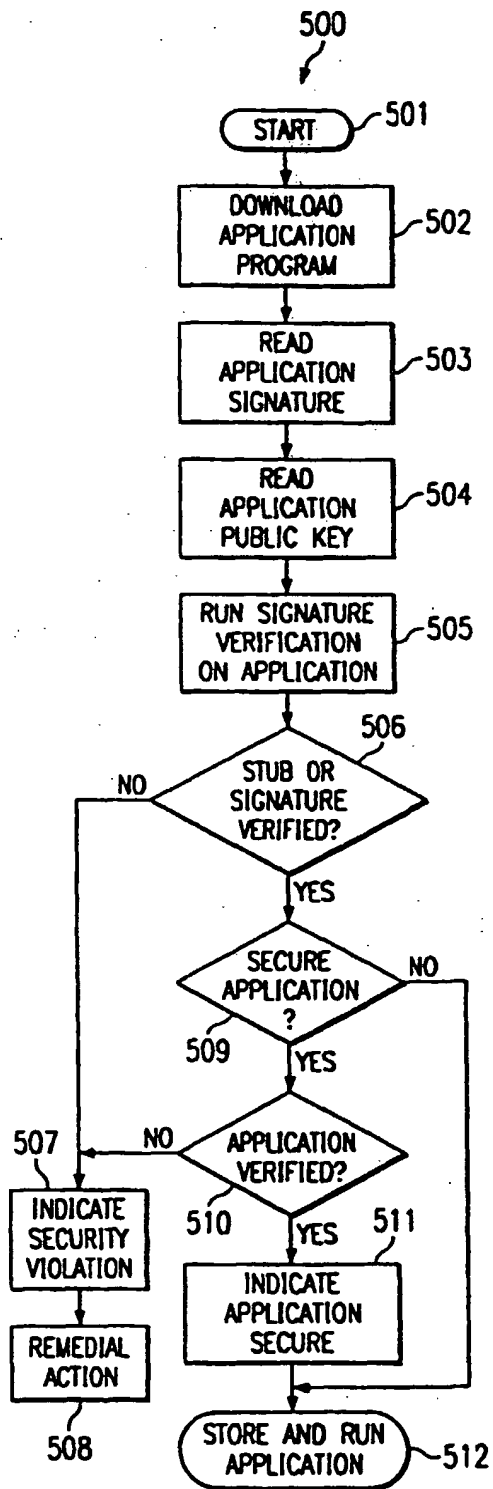 500
START
501
DOWNLOAD
APPLICATION
PROGRAM
502
READ
APPLICATION
SIGNATURE
503
READ
APPLICATION
PUBLIC KEY
504
RUN SIGNATURE
VERIFICATION
ON APPLICATION
505
506
STUB OR
SIGNATURE
VERIFIED?
NO
YES
SECURE
APPLICATION
?
509
NO
YES
APPLICATION
VERIFIED?
510
NO
YES
507
INDICATE
SECURITY
VIOLATION
REMEDIAL
ACTION
508
511
INDICATE
APPLICATION
SECURE
STORE AND RUN
APPLICATION
512